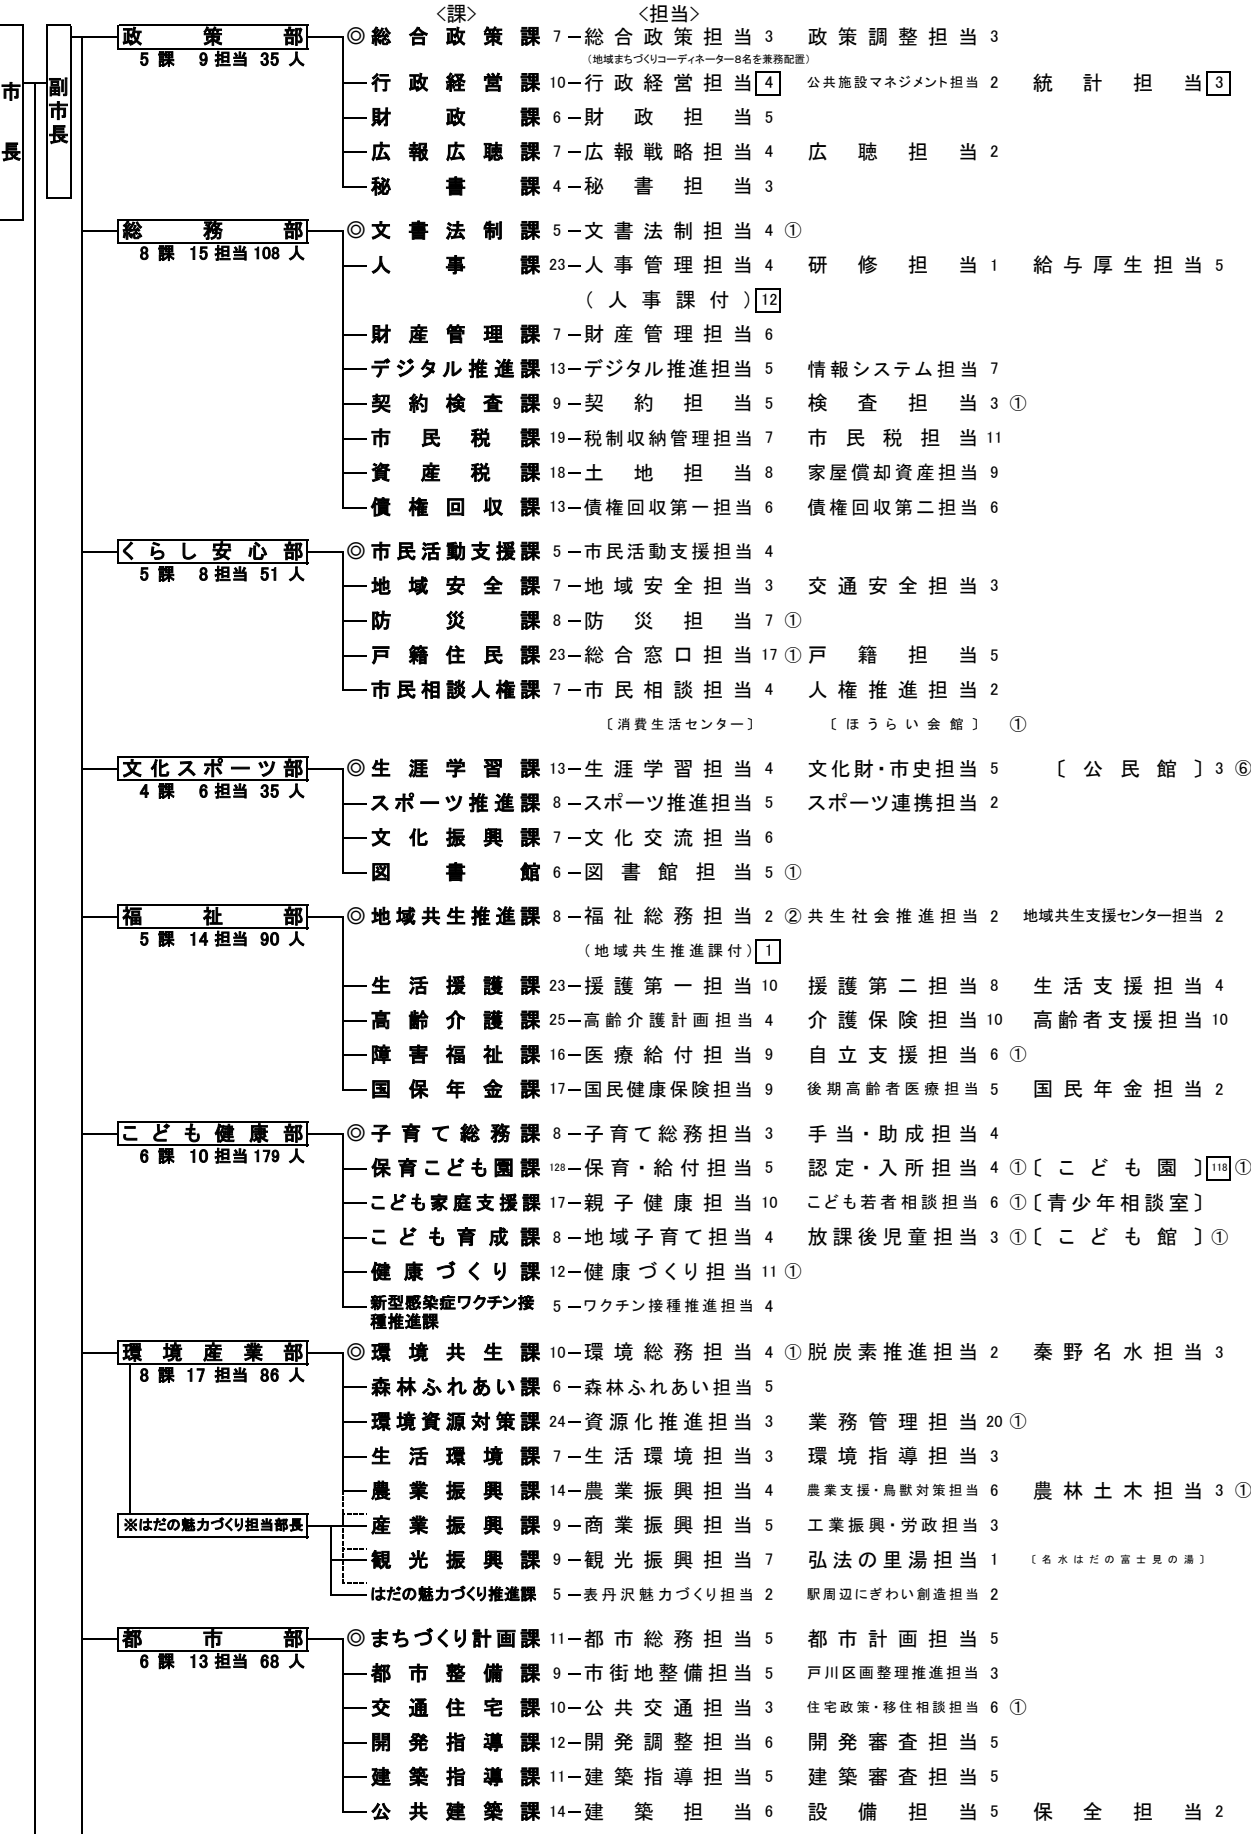 〈課〉 〈担当〉
市長
副市長
政策部 ◎総合政策課 7 総合政策担当 3 政策調整担当 3
5 課 9 担当 35 人
(地域まちづくりコーディネーター8名を兼務配置)
行政経営課 10 行政経営担当 4 公共施設マネジメント担当 2 統計担当 3
財政課 6 財政担当 5
広報広聴課 7 広報戦略担当 4 広聴担当 2
秘書課 4 秘書担当 3
総務部 ◎文書法制課 5 文書法制担当 4 ①
8 課 15 担当 108 人
人事課 23 人事管理担当 4 研修担当 1 給与厚生担当 5
(人事課付) 12
財産管理課 7 財産管理担当 6
デジタル推進課 13 デジタル推進担当 5 情報システム担当 7
契約検査課 9 契約担当 5 検査担当 3 ①
市民税課 19 税制収納管理担当 7 市民税担当 11
資産税課 18 土地担当 8 家屋償却資産担当 9
債権回収課 13 債権回収第一担当 6 債権回収第二担当 6
くらし安心部 ◎市民活動支援課 5 市民活動支援担当 4
5 課 8 担当 51 人
地域安全課 7 地域安全担当 3 交通安全担当 3
防災課 8 防災担当 7 ①
戸籍住民課 23 総合窓口担当 17 ① 戸籍担当 5
市民相談人権課 7 市民相談担当 4 人権推進担当 2
〔消費生活センター〕 〔ほうらい会館〕 ①
文化スポーツ部 ◎生涯学習課 13 生涯学習担当 4 文化財・市史担当 5 〔公民館〕 3 ⑥
4 課 6 担当 35 人
スポーツ推進課 8 スポーツ推進担当 5 スポーツ連携担当 2
文化振興課 7 文化交流担当 6
図書館 6 図書館担当 5 ①
福祉部 ◎地域共生推進課 8 福祉総務担当 2 ② 共生社会推進担当 2 地域共生支援センター担当 2
5 課 14 担当 90 人
(地域共生推進課付) 1
生活援護課 23 援護第一担当 10 援護第二担当 8 生活支援担当 4
高齢介護課 25 高齢介護計画担当 4 介護保険担当 10 高齢者支援担当 10
障害福祉課 16 医療給付担当 9 自立支援担当 6 ①
国保年金課 17 国民健康保険担当 9 後期高齢者医療担当 5 国民年金担当 2
こども健康部 ◎子育て総務課 8 子育て総務担当 3 手当・助成担当 4
6 課 10 担当 179 人
保育こども園課 128 保育・給付担当 5 認定・入所担当 4 ① 〔こども園〕 118 ①
こども家庭支援課 17 親子健康担当 10 こども若者相談担当 6 ① 〔青少年相談室〕
こども育成課 8 地域子育て担当 4 放課後児童担当 3 ① 〔こども館〕 ①
健康づくり課 12 健康づくり担当 11 ①
新型感染症ワクチン接種推進課 5 ワクチン接種推進担当 4
環境産業部 ◎環境共生課 10 環境総務担当 4 ① 脱炭素推進担当 2 秦野名水担当 3
8 課 17 担当 86 人
森林ふれあい課 6 森林ふれあい担当 5
環境資源対策課 24 資源化推進担当 3 業務管理担当 20 ①
生活環境課 7 生活環境担当 3 環境指導担当 3
農業振興課 14 農業振興担当 4 農業支援・鳥獣対策担当 6 農林土木担当 3 ①
※はだの魅力づくり担当部長 産業振興課 9 商業振興担当 5 工業振興・労政担当 3
観光振興課 9 観光振興担当 7 弘法の里湯担当 1 〔名水はだの富士見の湯〕
はだの魅力づくり推進課 5 表丹沢魅力づくり担当 2 駅周辺にぎわい創造担当 2
都市部 ◎まちづくり計画課 11 都市総務担当 5 都市計画担当 5
6 課 13 担当 68 人
都市整備課 9 市街地整備担当 5 戸川区画整理推進担当 3
交通住宅課 10 公共交通担当 3 住宅政策・移住相談担当 6 ①
開発指導課 12 開発調整担当 6 開発審査担当 5
建築指導課 11 建築指導担当 5 建築審査担当 5
公共建築課 14 建築担当 6 設備担当 5 保全担当 2